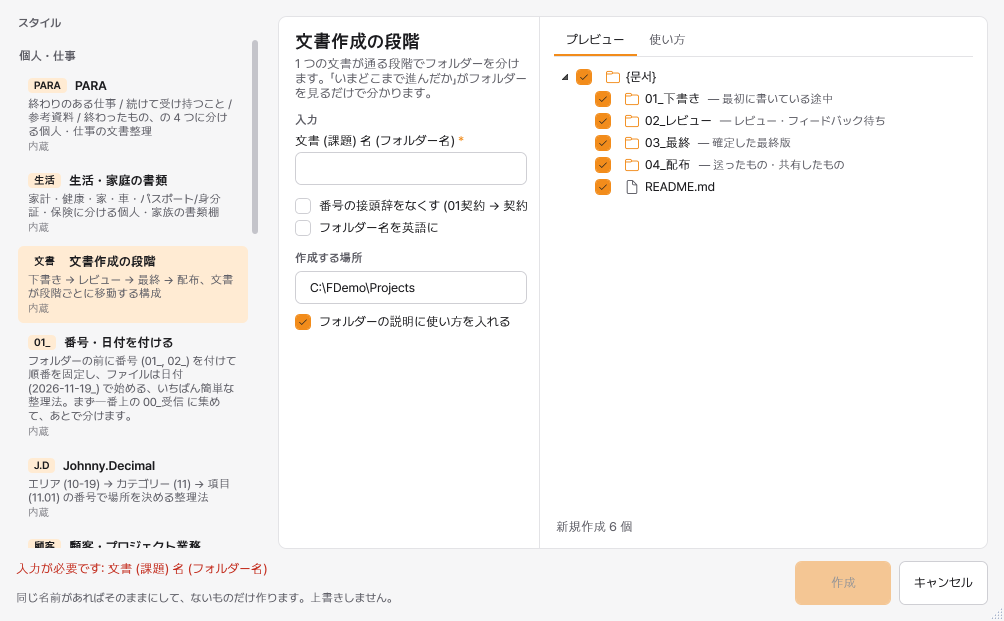 スタイル
個人・仕事
PARA PARA
終わりのある仕事 / 続けて受け持つこと /
参考資料 / 終わったもの、の 4 つに分け
る個人・仕事の文書整理
内蔵
生活 生活・家庭の書類
家計・健康・家・車・パスポート/身分
証・保険に分ける個人・家族の書類棚
内蔵
文書 文書作成の段階
下書き → レビュー → 最終 → 配布、文書
が段階ごとに移動する構成
内蔵
01_ 番号・日付を付ける
フォルダーの前に番号 (01_, 02_) を付けて
順番を固定し、ファイルは日付
(2026-11-19_) で始める、いちばん簡単な
整理法。まず一番上の 00_受信 に集め
て、あとで分けます。
内蔵
J.D Johnny.Decimal
エリア (10-19) → カテゴリー (11) → 項目
(11.01) の番号で場所を決める整理法
内蔵
顧客 顧客・プロジェクト業務
文書作成の段階
1 つの文書が通る段階でフォルダーを分け
ます。「いまどこまで進んだか」がフォルダー
を見るだけで分かります。
入力
文書 (課題) 名 (フォルダー名) *
番号の接頭辞をなくす (01契約 → 契約
フォルダー名を英語に
作成する場所
C:\FDemo\Projects
フォルダーの説明に使い方を入れる
プレビュー 使い方
{문서}
01_下書き — 最初に書いている途中
02_レビュー — レビュー・フィードバック待ち
03_最終 — 確定した最終版
04_配布 — 送ったもの・共有したもの
README.md
新規作成 6 個
入力が必要です: 文書 (課題) 名 (フォルダー名)
同じ名前があればそのままにして、ないものだけ作ります。上書きしません。
作成 キャンセル